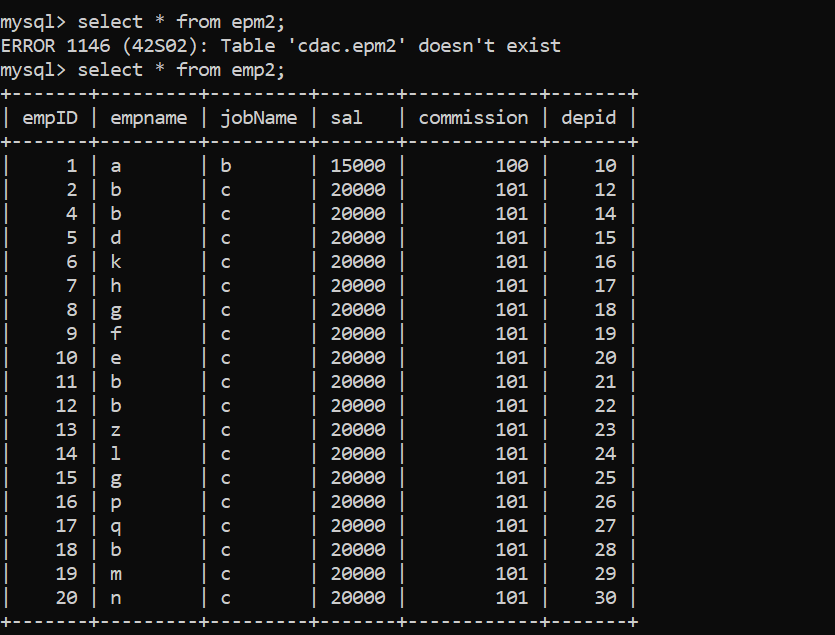 mysql> select * from epm2;
ERROR 1146 (42S02): Table 'cdac.epm2' doesn't exist
mysql> select * from emp2;
+-------+---------+---------+-------+------------+-------+
| empID | empname | jobName | sal   | commission | depid |
+-------+---------+---------+-------+------------+-------+
|     1 | a       | b       | 15000 |        100 |    10 |
|     2 | b       | c       | 20000 |        101 |    12 |
|     4 | b       | c       | 20000 |        101 |    14 |
|     5 | d       | c       | 20000 |        101 |    15 |
|     6 | k       | c       | 20000 |        101 |    16 |
|     7 | h       | c       | 20000 |        101 |    17 |
|     8 | g       | c       | 20000 |        101 |    18 |
|     9 | f       | c       | 20000 |        101 |    19 |
|    10 | e       | c       | 20000 |        101 |    20 |
|    11 | b       | c       | 20000 |        101 |    21 |
|    12 | b       | c       | 20000 |        101 |    22 |
|    13 | z       | c       | 20000 |        101 |    23 |
|    14 | l       | c       | 20000 |        101 |    24 |
|    15 | g       | c       | 20000 |        101 |    25 |
|    16 | p       | c       | 20000 |        101 |    26 |
|    17 | q       | c       | 20000 |        101 |    27 |
|    18 | b       | c       | 20000 |        101 |    28 |
|    19 | m       | c       | 20000 |        101 |    29 |
|    20 | n       | c       | 20000 |        101 |    30 |
+-------+---------+---------+-------+------------+-------+